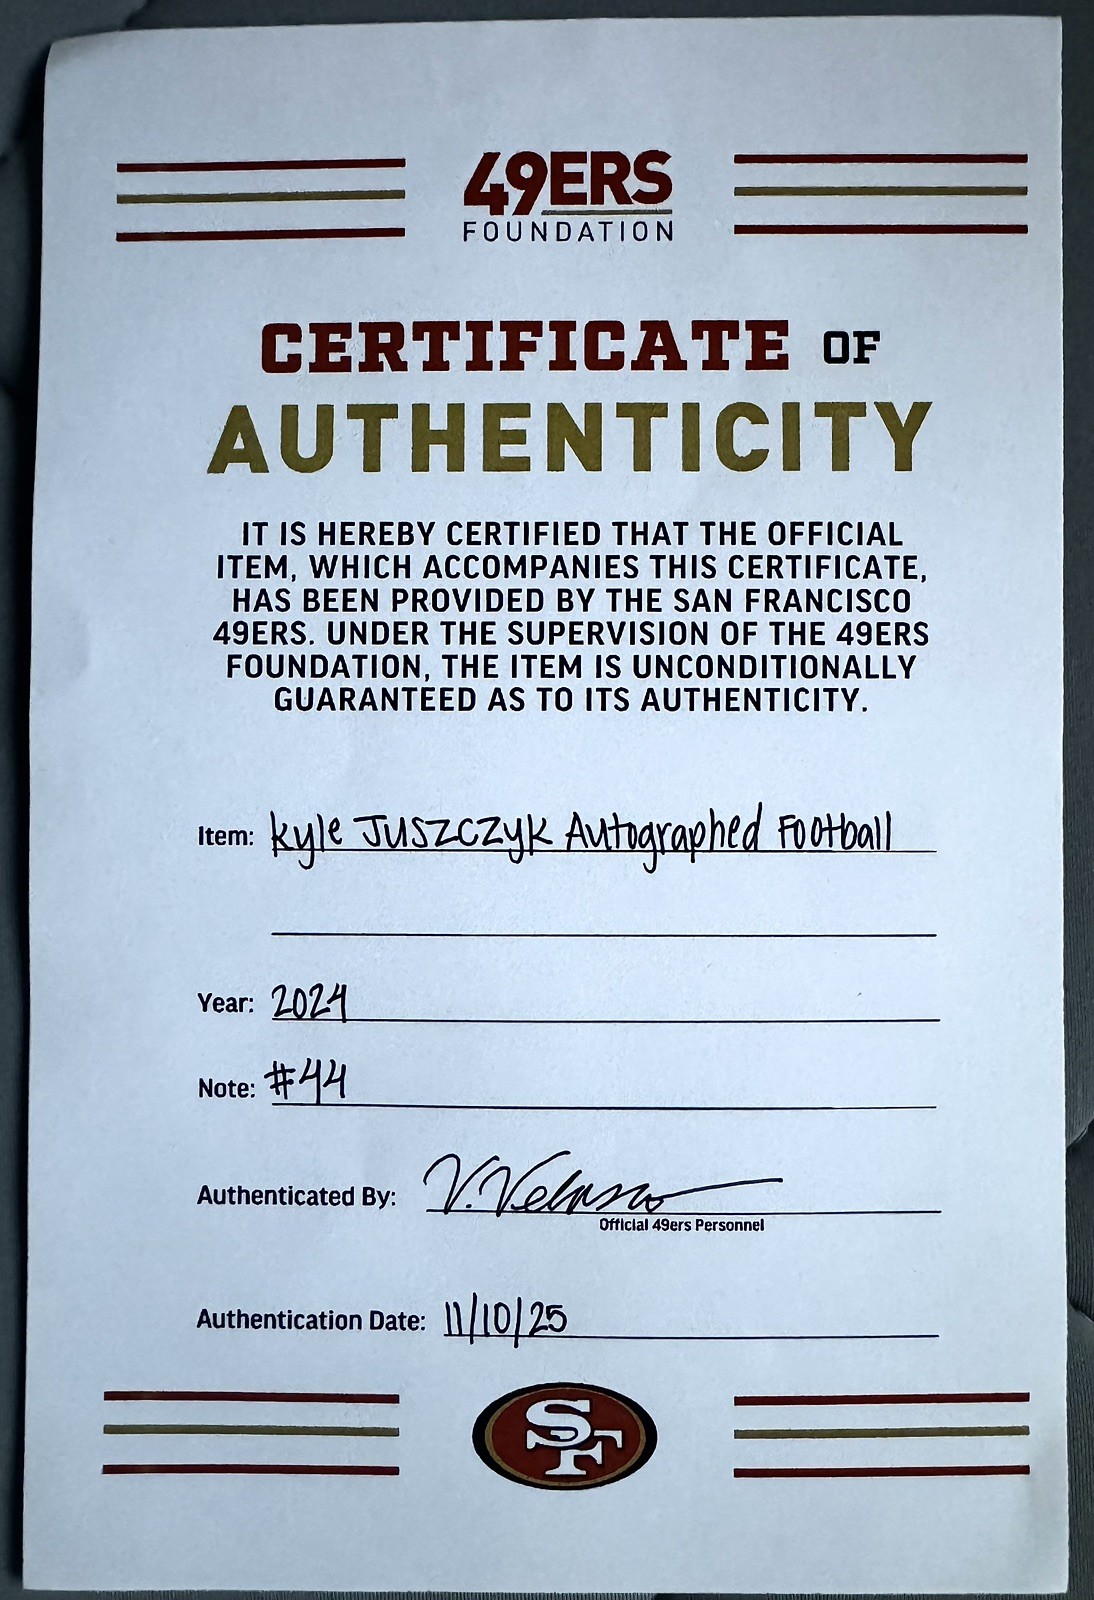 49ERS
FOUNDATION
CERTIFICATE OF
AUTHENTICITY
IT IS HEREBY CERTIFIED THAT THE OFFICIAL
ITEM, WHICH ACCOMPANIES THIS CERTIFICATE,
HAS BEEN PROVIDED BY THE SAN FRANCISCO
49ERS. UNDER THE SUPERVISION OF THE 49ERS
FOUNDATION, THE ITEM IS UNCONDITIONALLY
GUARANTEED AS TO ITS AUTHENTICITY.
Item: Kyle Juszczyk Autographed Football
Year: 2024
Note: #44
Authenticated By: V. Velasco
Official 49ers Personnel
Authentication Date: 11/10/25
SF